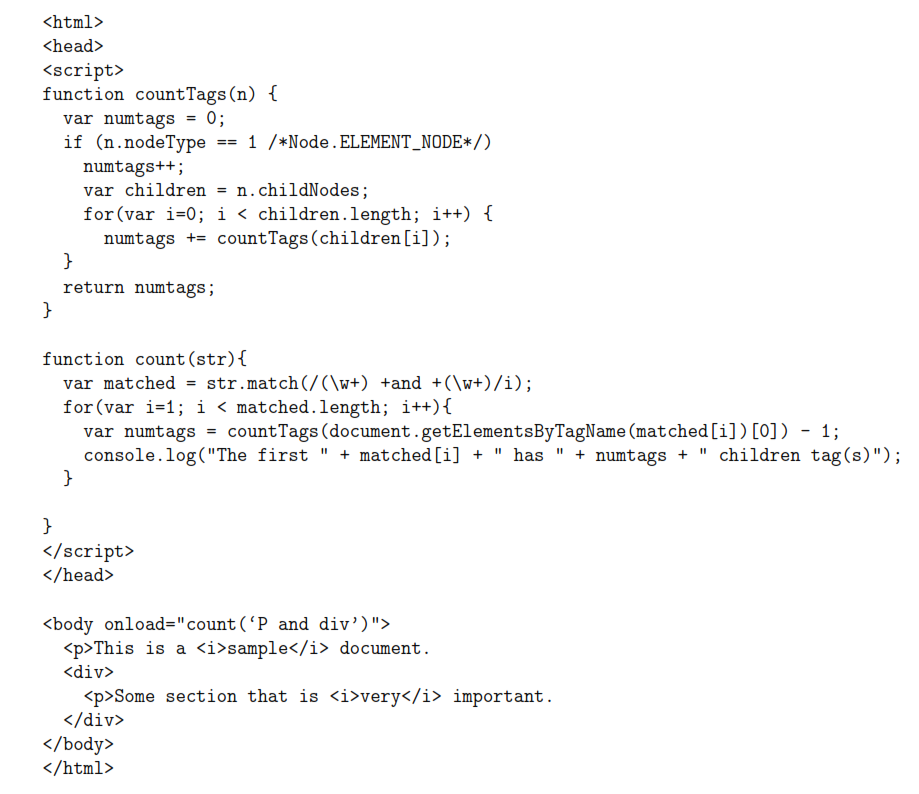 <html>
<head>
<script>
function countTags(n) {
  var numtags = 0;
  if (n.nodeType == 1 /*Node.ELEMENT_NODE*/)
    numtags++;
    var children = n.childNodes;
    for(var i=0; i < children.length; i++) {
      numtags += countTags(children[i]);
  }
  return numtags;
}

function count(str){
  var matched = str.match(/(\w+) +and +(\w+)/i);
  for(var i=1; i < matched.length; i++){
    var numtags = countTags(document.getElementsByTagName(matched[i])[0]) - 1;
    console.log("The first " + matched[i] + " has " + numtags + " children tag(s)");
  }

}
</script>
</head>

<body onload="count(‘P and div’)">
  <p>This is a <i>sample</i> document.
  <div>
    <p>Some section that is <i>very</i> important.
  </div>
</body>
</html>